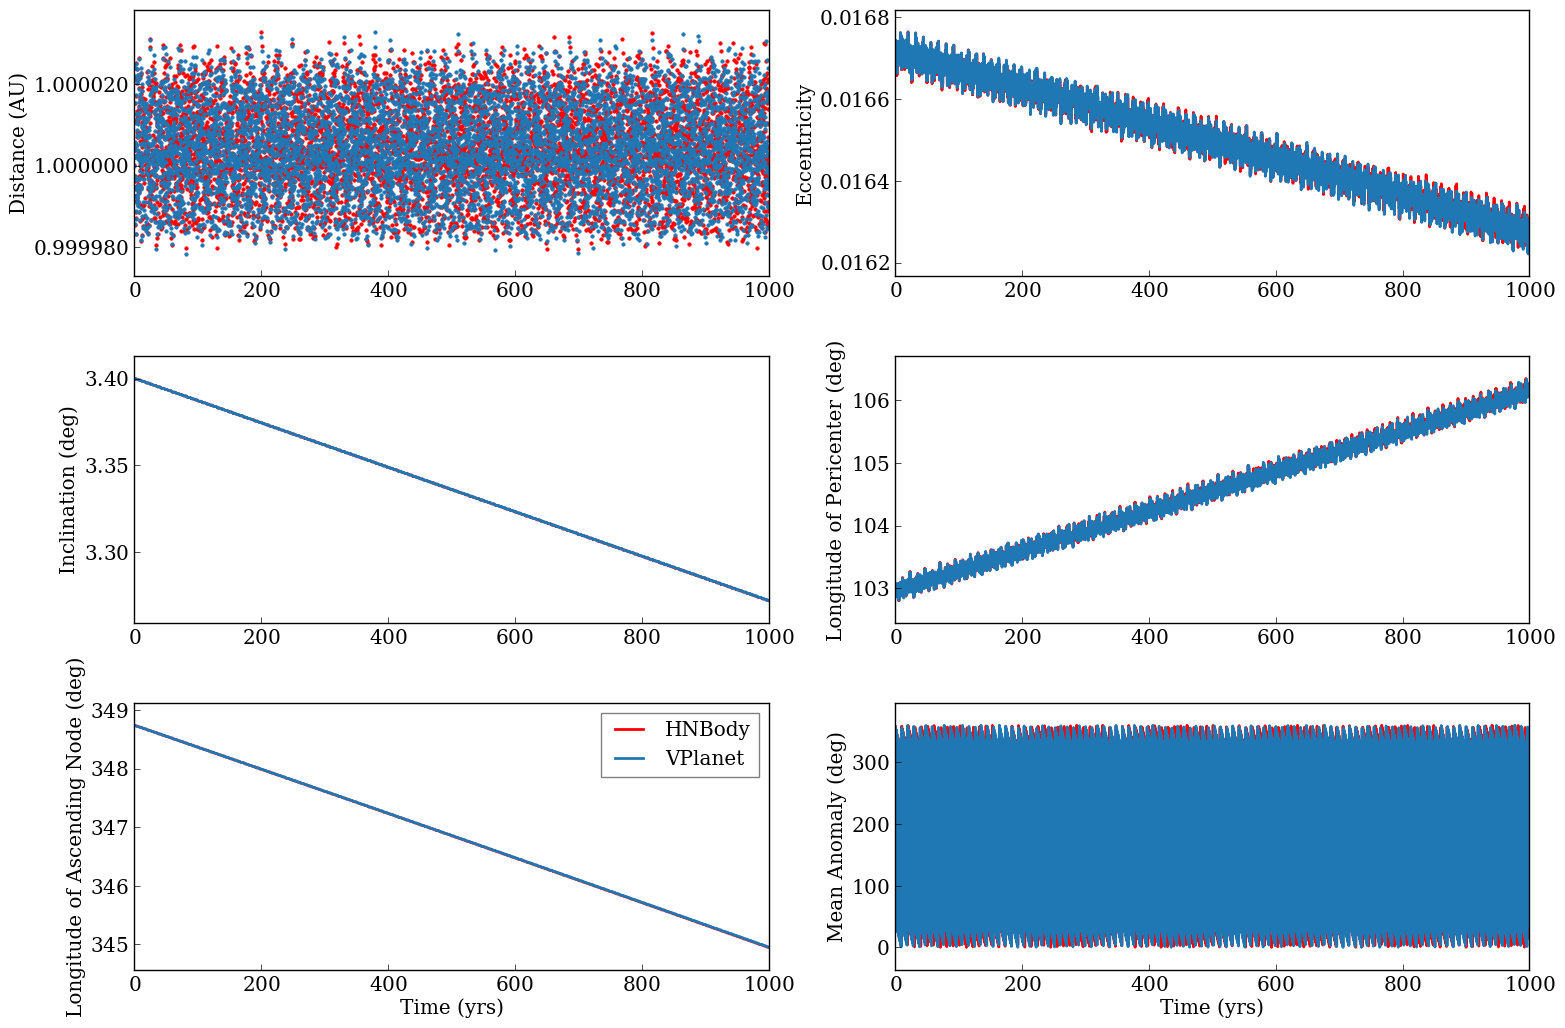 Distance (AU)
1.000020
1.000000
0.999980
0 200 400 600 800 1000
Eccentricity
0.0168
0.0166
0.0164
0.0162
0 200 400 600 800 1000
Inclination (deg)
3.40
3.35
3.30
0 200 400 600 800 1000
Longitude of Pericenter (deg)
106
105
104
103
0 200 400 600 800 1000
Longitude of Ascending Node (deg)
349
348
347
346
345
HNBody
VPlanet
0 200 400 600 800 1000
Time (yrs)
Mean Anomaly (deg)
300
200
100
0
0 200 400 600 800 1000
Time (yrs)